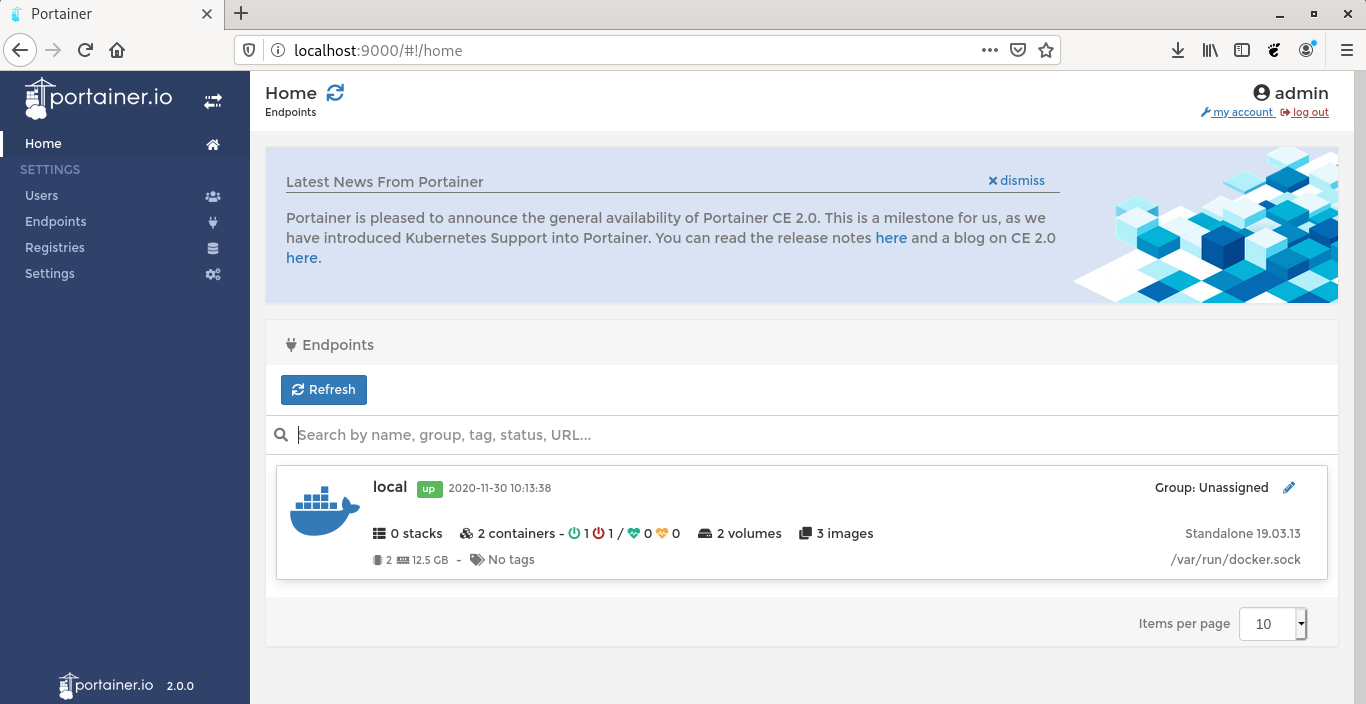 Portainer
localhost:9000/#!/home
portainer.io
Home
SETTINGS
Users
Endpoints
Registries
Settings
portainer.io 2.0.0
Home
Endpoints
admin
my account log out
Latest News From Portainer
dismiss
Portainer is pleased to announce the general availability of Portainer CE 2.0. This is a milestone for us, as we
have introduced Kubernetes Support into Portainer. You can read the release notes here and a blog on CE 2.0
here.
Endpoints
Refresh
Search by name, group, tag, status, URL...
local up 2020-11-30 10:13:38
Group: Unassigned
0 stacks 2 containers - 1 1 / 0 0 2 volumes 3 images
Standalone 19.03.13
2 12.5 GB - No tags
/var/run/docker.sock
Items per page 10